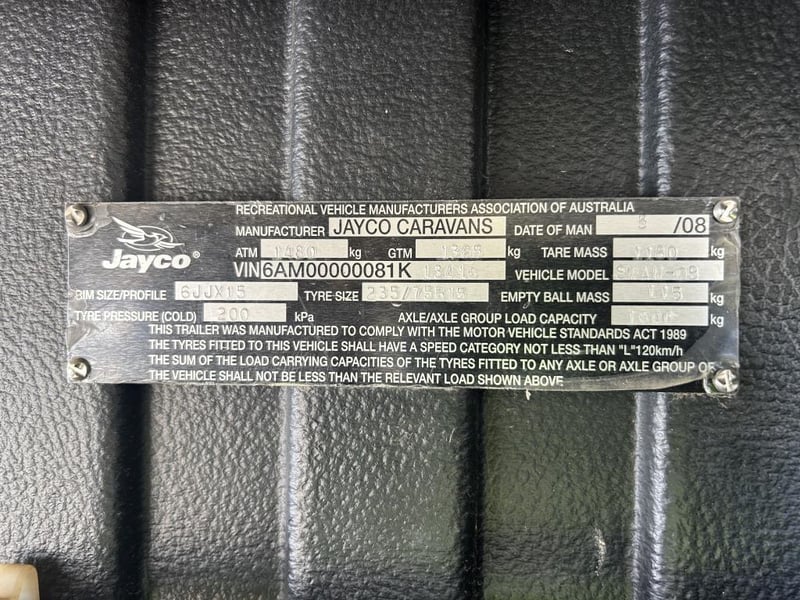 RECREATIONAL VEHICLE MANUFACTURERS ASSOCIATION OF AUSTRALIA
Jayco®
MANUFACTURER JAYCO CARAVANS DATE OF MAN /08
ATM 1480 kg GTM kg TARE MASS kg
VIN 6AM00000081K VEHICLE MODEL
RIM SIZE/PROFILE 6JJX15 TYRE SIZE 235/75R15 EMPTY BALL MASS kg
TYRE PRESSURE (COLD) 200 kPa AXLE/AXLE GROUP LOAD CAPACITY kg
THIS TRAILER WAS MANUFACTURED TO COMPLY WITH THE MOTOR VEHICLE STANDARDS ACT 1989
THE TYRES FITTED TO THIS VEHICLE SHALL HAVE A SPEED CATEGORY NOT LESS THAN "L"120km/h
THE SUM OF THE LOAD CARRYING CAPACITIES OF THE TYRES FITTED TO ANY AXLE OR AXLE GROUP OF
THE VEHICLE SHALL NOT BE LESS THAN THE RELEVANT LOAD SHOWN ABOVE